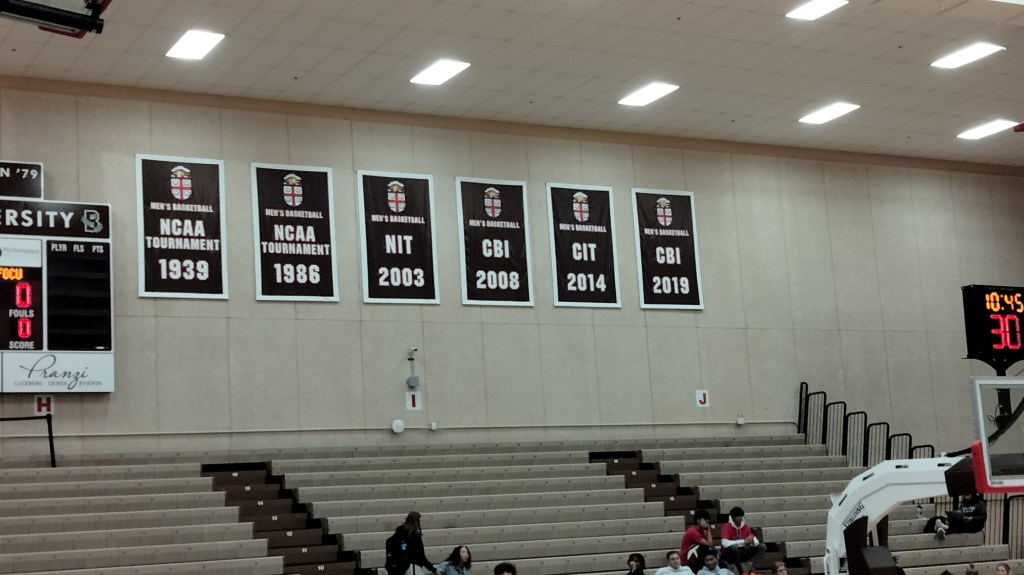 N '79
ERSITY B
PLYR FLS PTS
FOCU
0
FOULS
0
SCORE
Pranzi
CATERING TENTS EVENTS
MEN'S BASKETBALL
NCAA
TOURNAMENT
1939
MEN'S BASKETBALL
NCAA
TOURNAMENT
1986
MEN'S BASKETBALL
NIT
2003
MEN'S BASKETBALL
CBI
2008
MEN'S BASKETBALL
CIT
2014
MEN'S BASKETBALL
CBI
2019
10:45
30
H
I
J
SPALDING